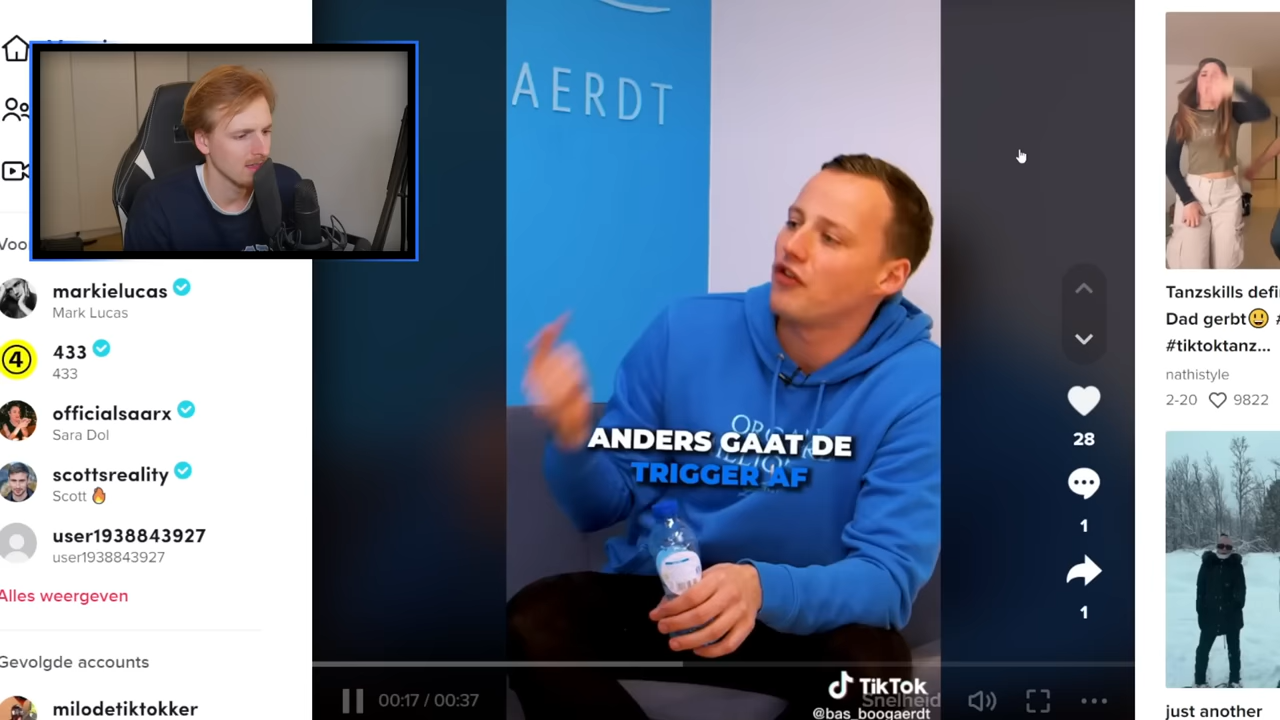 markielucas
Mark Lucas
433
433
officialsaarx
Sara Dol
scottsreality
Scott
user1938843927
user1938843927
Alles weergeven
Gevolgde accounts
milodetiktokker
AERDT
ANDERS GAAT DE
TRIGGER AF
00:17 / 00:37
TikTok
Snelheid
@bas_boogaerdt
28
1
1
Tanzskills defi
Dad gerbt😃 #
#tiktoktanz...
nathistyle
2-20
9822
just another